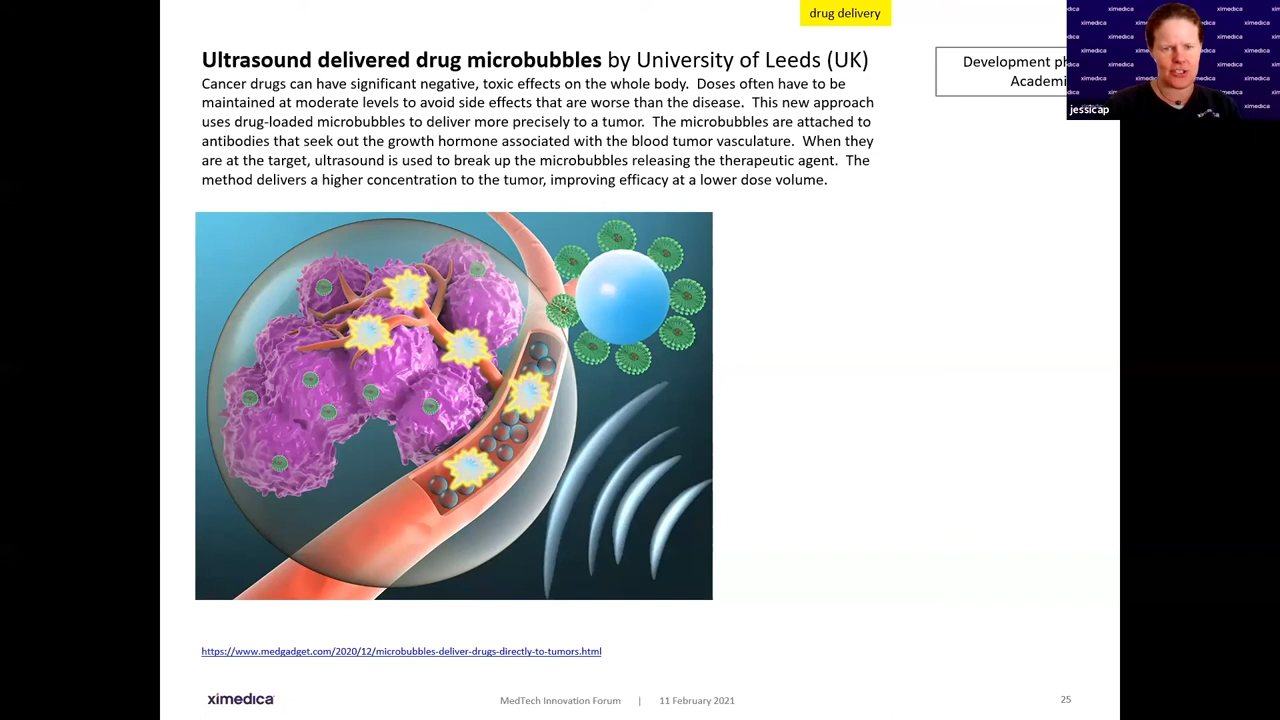 drug delivery
Ultrasound delivered drug microbubbles by University of Leeds (UK)
Cancer drugs can have significant negative, toxic effects on the whole body. Doses often have to be
maintained at moderate levels to avoid side effects that are worse than the disease. This new approach
uses drug-loaded microbubbles to deliver more precisely to a tumor. The microbubbles are attached to
antibodies that seek out the growth hormone associated with the blood tumor vasculature. When they
are at the target, ultrasound is used to break up the microbubbles releasing the therapeutic agent. The
method delivers a higher concentration to the tumor, improving efficacy at a lower dose volume.
Development
Academi
jessicap
ximedica
https://www.medgadget.com/2020/12/microbubbles-deliver-drugs-directly-to-tumors.html
ximedica
MedTech Innovation Forum | 11 February 2021
25